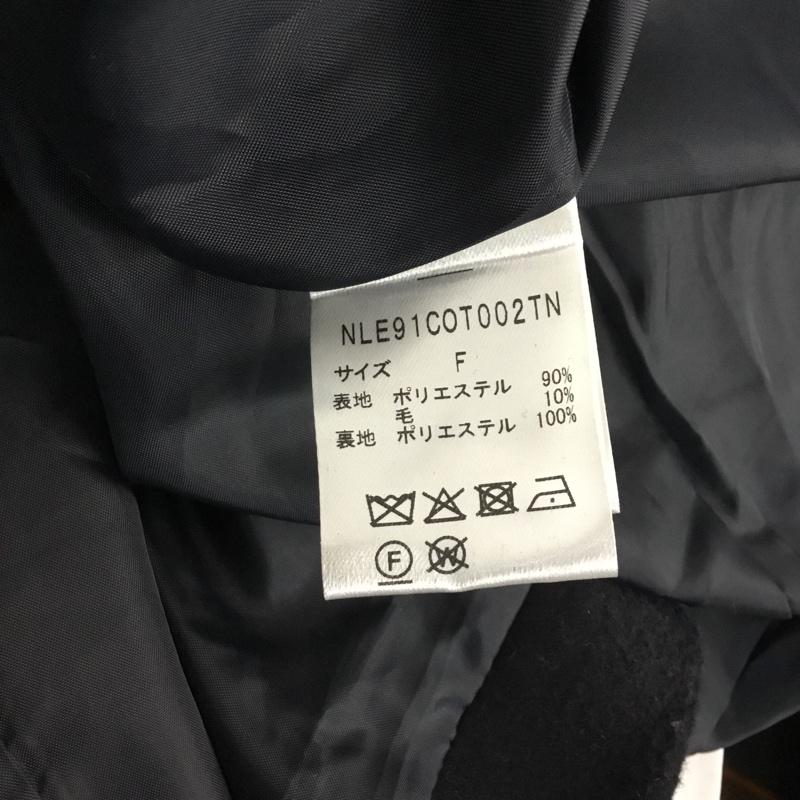 NLE91COT002TN
サイズ F
表地 ポリエステル 90%
毛 10%
裏地 ポリエステル 100%
F
W